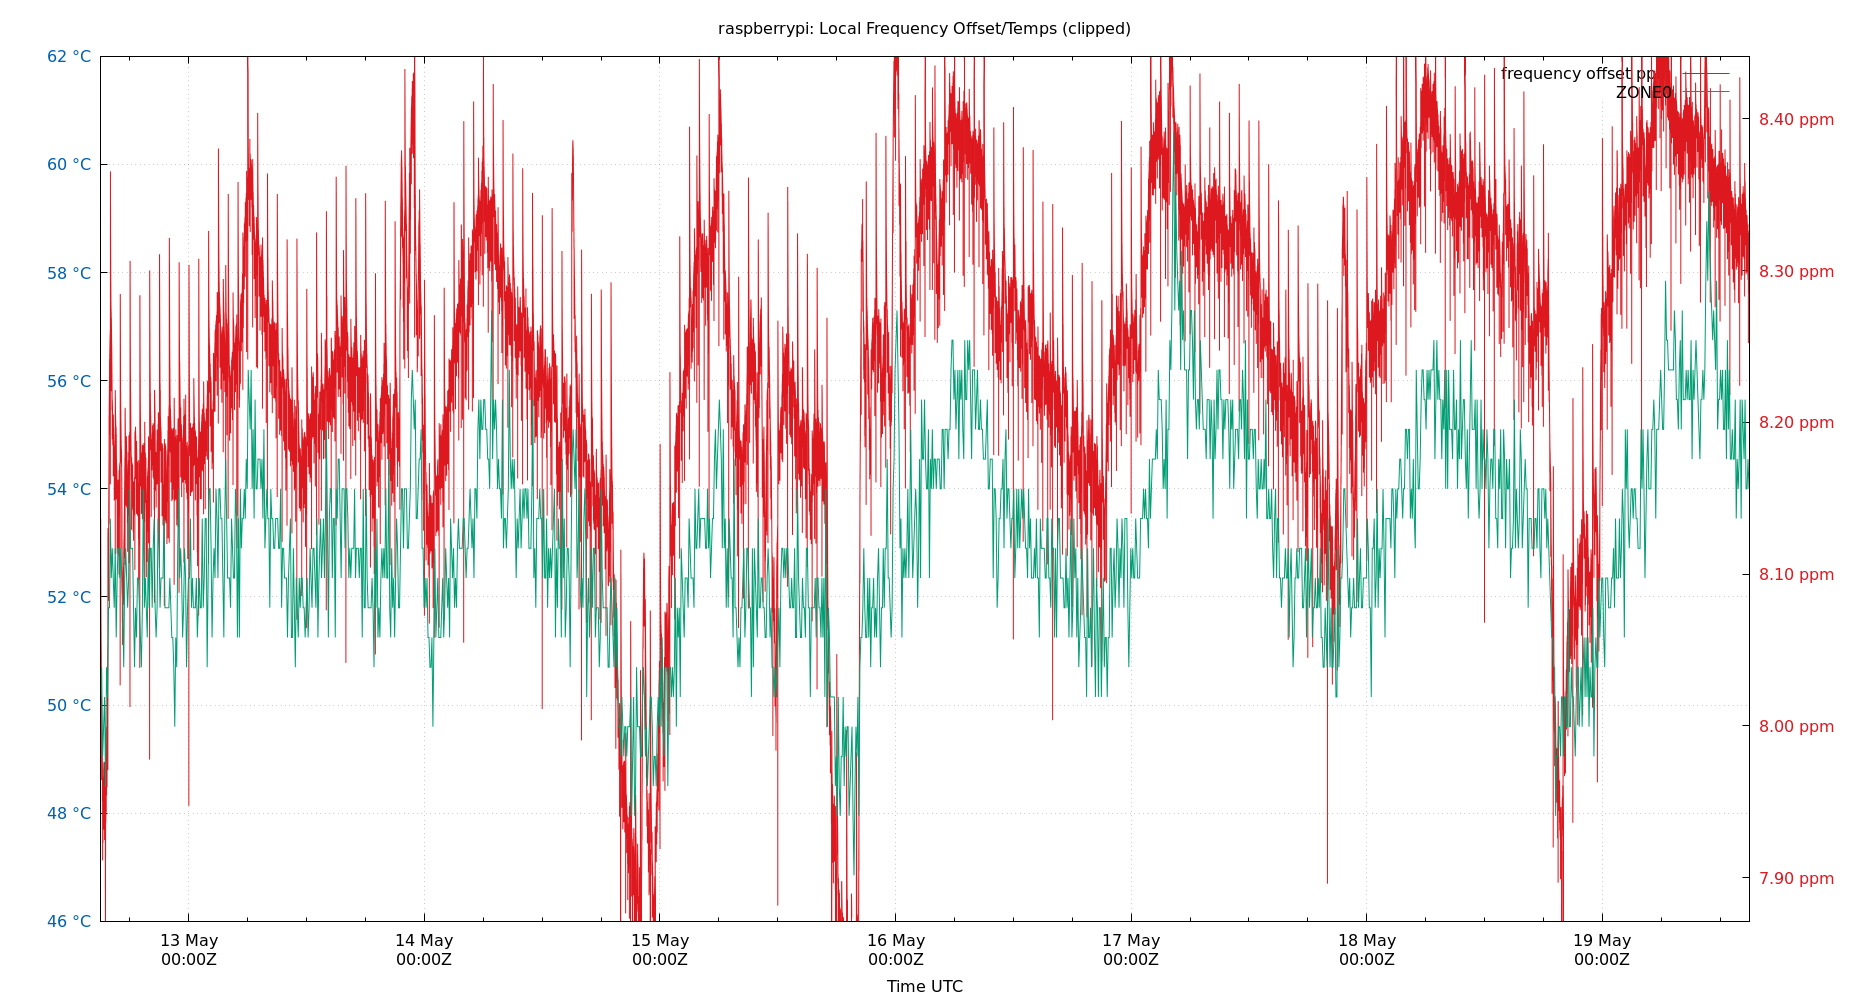 raspberrypi: Local Frequency Offset/Temps (clipped)
62 °C
60 °C
58 °C
56 °C
54 °C
52 °C
50 °C
48 °C
46 °C
frequency offset pp
ZONE0
8.40 ppm
8.30 ppm
8.20 ppm
8.10 ppm
8.00 ppm
7.90 ppm
13 May
00:00Z
14 May
00:00Z
15 May
00:00Z
16 May
00:00Z
17 May
00:00Z
18 May
00:00Z
19 May
00:00Z
Time UTC